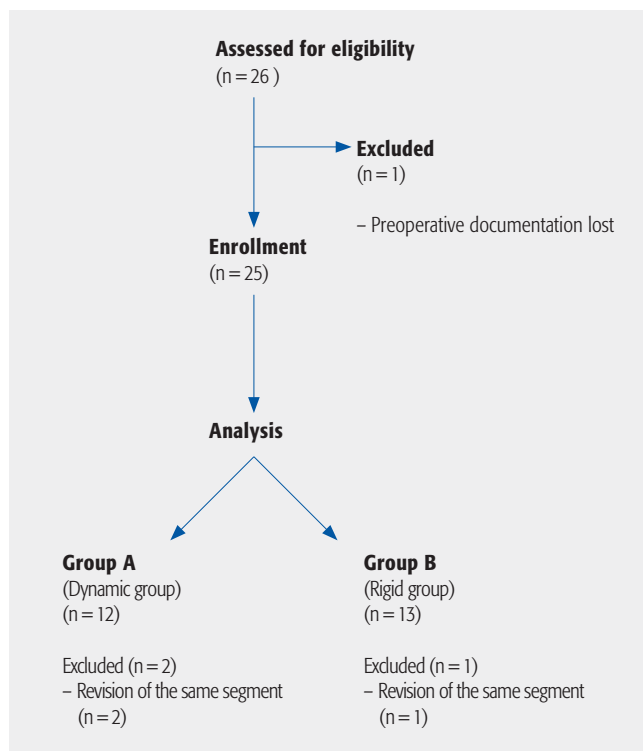 Assessed for eligibility
(n = 26 )
Excluded
(n = 1)
– Preoperative documentation lost
Enrollment
(n = 25)
Analysis
Group A
(Dynamic group)
(n = 12)
Excluded (n = 2)
– Revision of the same segment
(n = 2)
Group B
(Rigid group)
(n = 13)
Excluded (n = 1)
– Revision of the same segment
(n = 1)